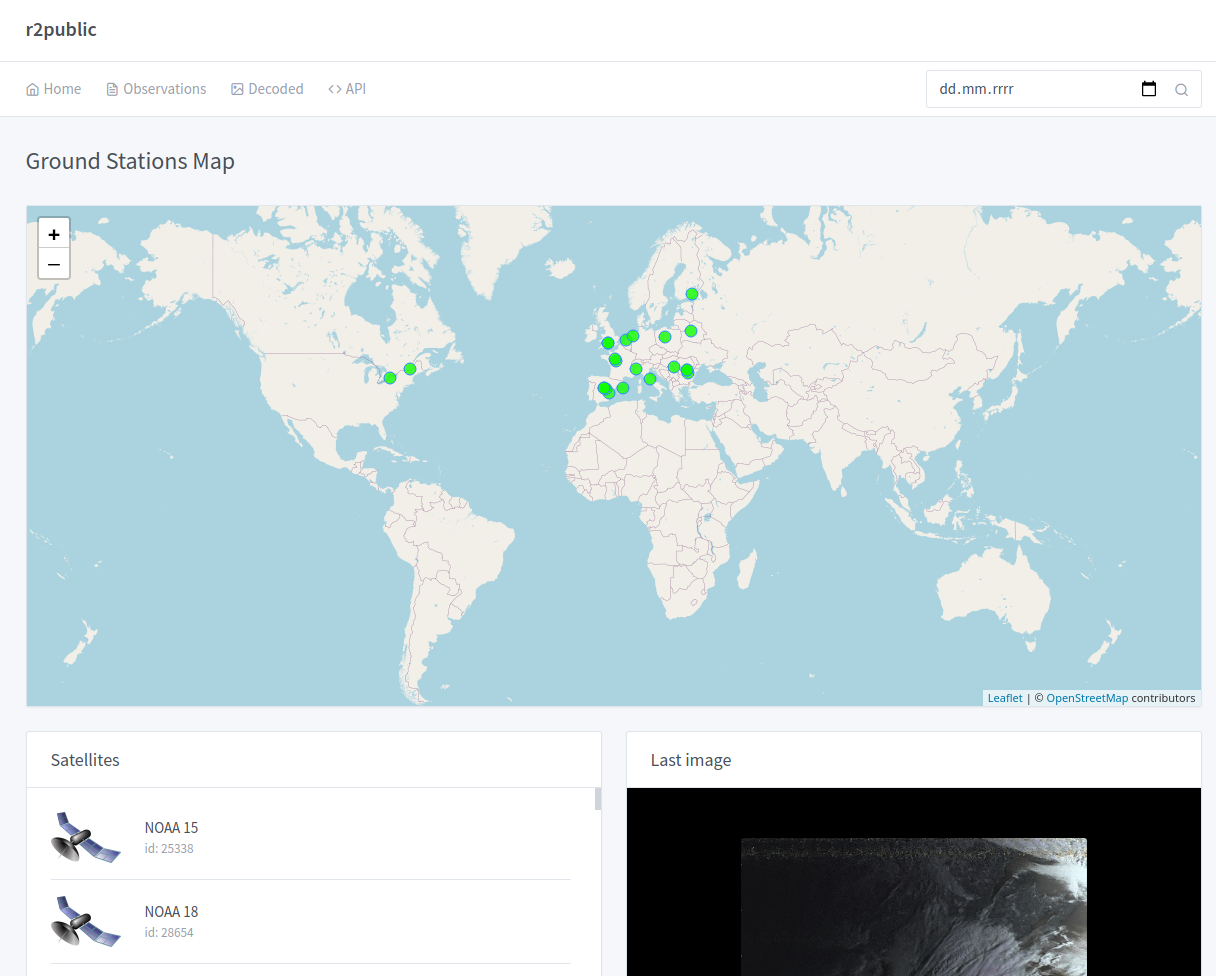 r2public
Home Observations Decoded API dd.mm.rrrr
Ground Stations Map
+
−
Leaflet | © OpenStreetMap contributors
Satellites
NOAA 15
id: 25338
NOAA 18
id: 28654
Last image